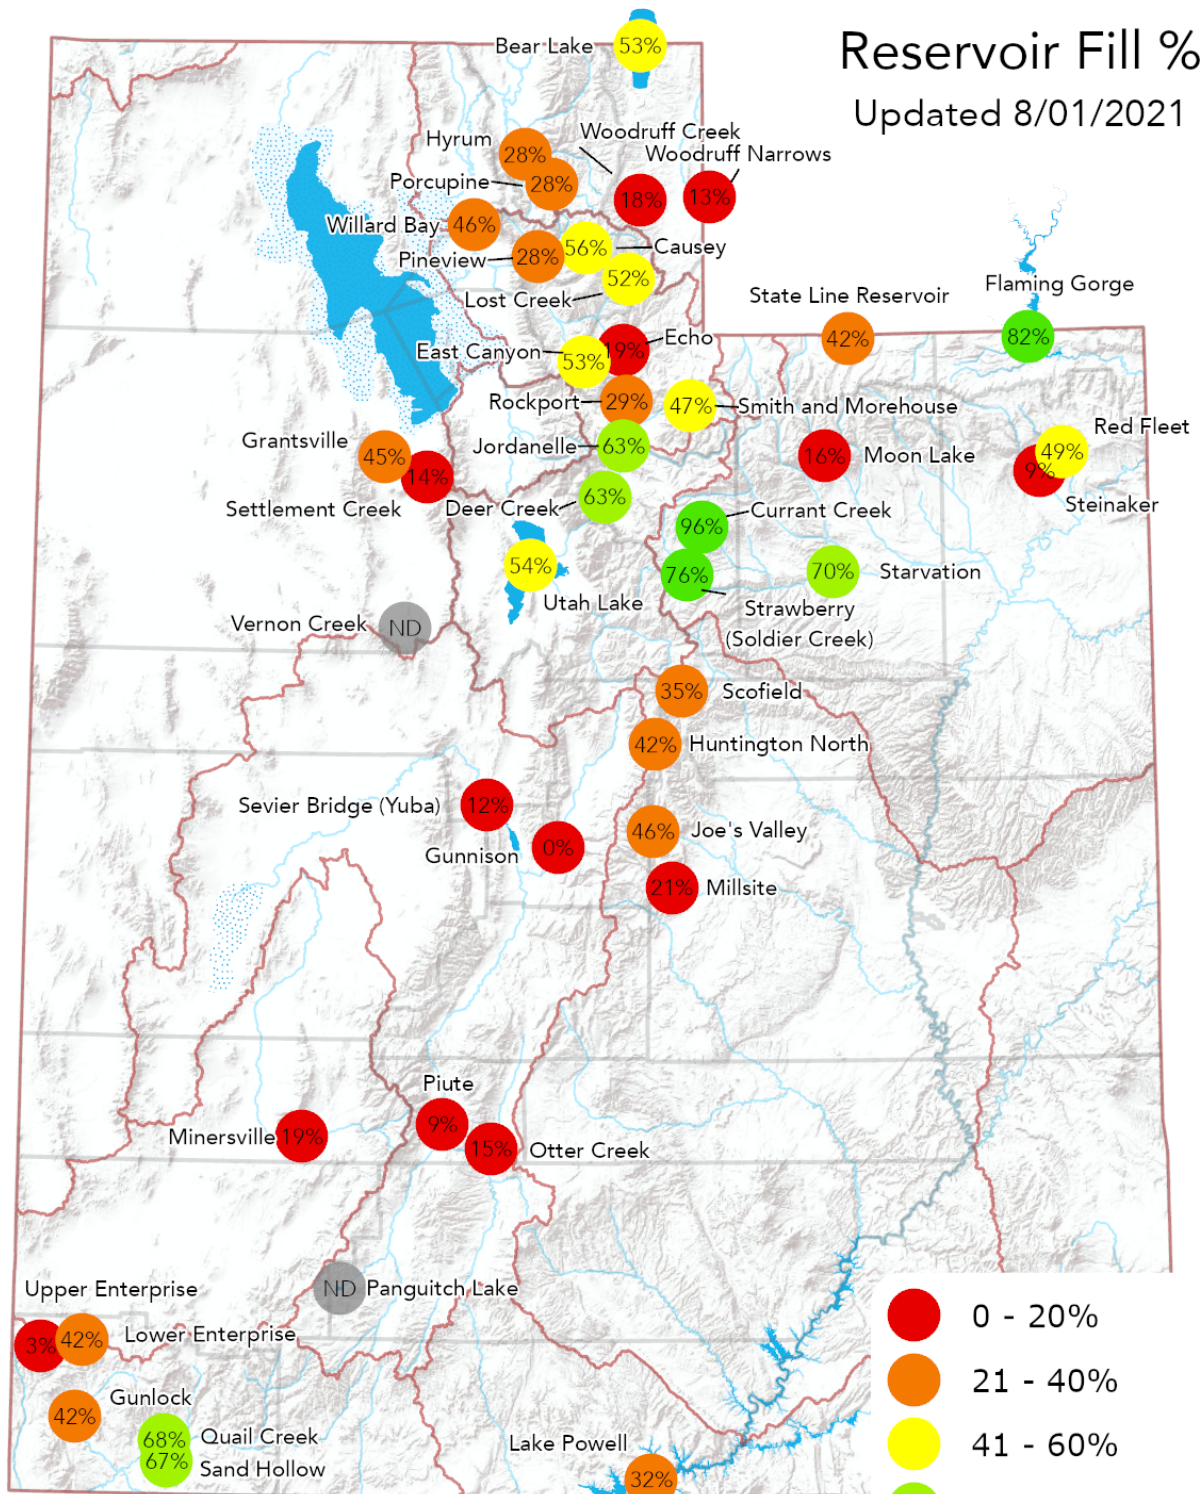 Reservoir Fill %
Updated 8/01/2021
Bear Lake
53%
Hyrum
28%
Woodruff Creek
18%
Woodruff Narrows
13%
Porcupine
28%
Willard Bay
46%
Causey
56%
Pineview
28%
Lost Creek
52%
State Line Reservoir
42%
Flaming Gorge
82%
Echo
19%
East Canyon
53%
Rockport
29%
47%
Smith and Morehouse
Grantsville
45%
Jordanelle
63%
16%
Moon Lake
Red Fleet
49%
9%
Steinaker
14%
Settlement Creek
Deer Creek
63%
96%
Currant Creek
54%
Utah Lake
76%
Strawberry
(Soldier Creek)
70%
Starvation
Vernon Creek
ND
35%
Scofield
42%
Huntington North
Sevier Bridge (Yuba)
12%
Gunnison
0%
46%
Joe's Valley
21%
Millsite
Piute
9%
Minersville
19%
15%
Otter Creek
ND
Panguitch Lake
Upper Enterprise
3%
42%
Lower Enterprise
Gunlock
42%
68%
Quail Creek
67%
Sand Hollow
Lake Powell
32%
0 - 20%
21 - 40%
41 - 60%